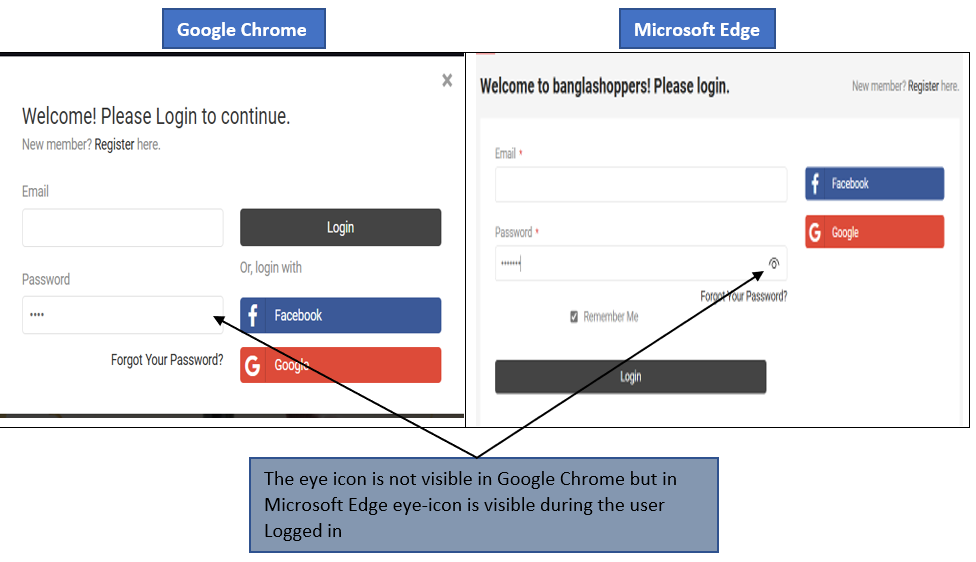 Google Chrome
Microsoft Edge
×
Welcome! Please Login to continue.
New member? Register here.
Email
Login
Or, login with
Password
••••
f Facebook
Forgot Your Password?
G Google
Welcome to banglashoppers! Please login.
New member? Register here.
Email *
f Facebook
G Google
Password *
•••••••
Forgot Your Password?
Remember Me
Login
The eye icon is not visible in Google Chrome but in
Microsoft Edge eye-icon is visible during the user
Logged in